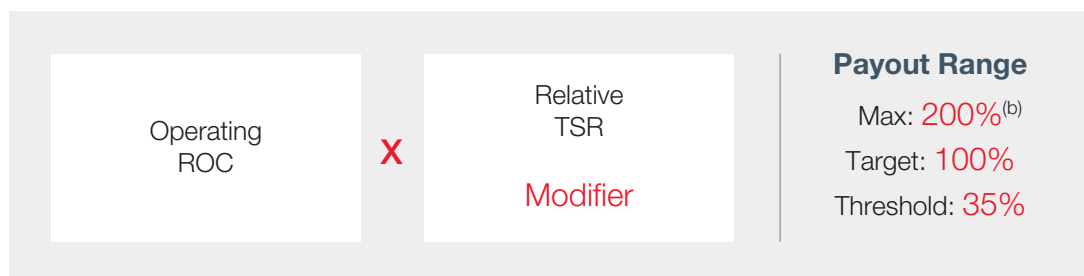 Operating
ROC
X
Relative
TSR
Modifier
Payout Range
Max: 200%(b)
Target: 100%
Threshold: 35%